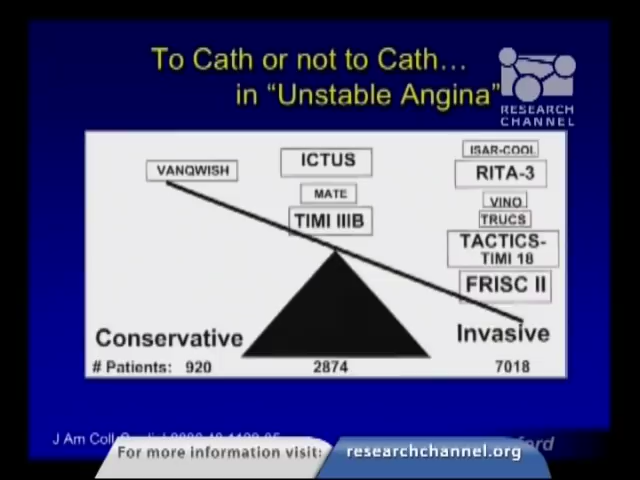 To Cath or not to Cath…
in “Unstable Angina”
RESEARCH
CHANNEL
VANQWISH
ICTUS
MATE
TIMI IIIB
ISAR-COOL
RITA-3
VINO
TRUCS
TACTICS-
TIMI 18
FRISC II
Conservative
Invasive
# Patients: 920 2874 7018
J Am Coll
For more information visit:
researchchannel.org